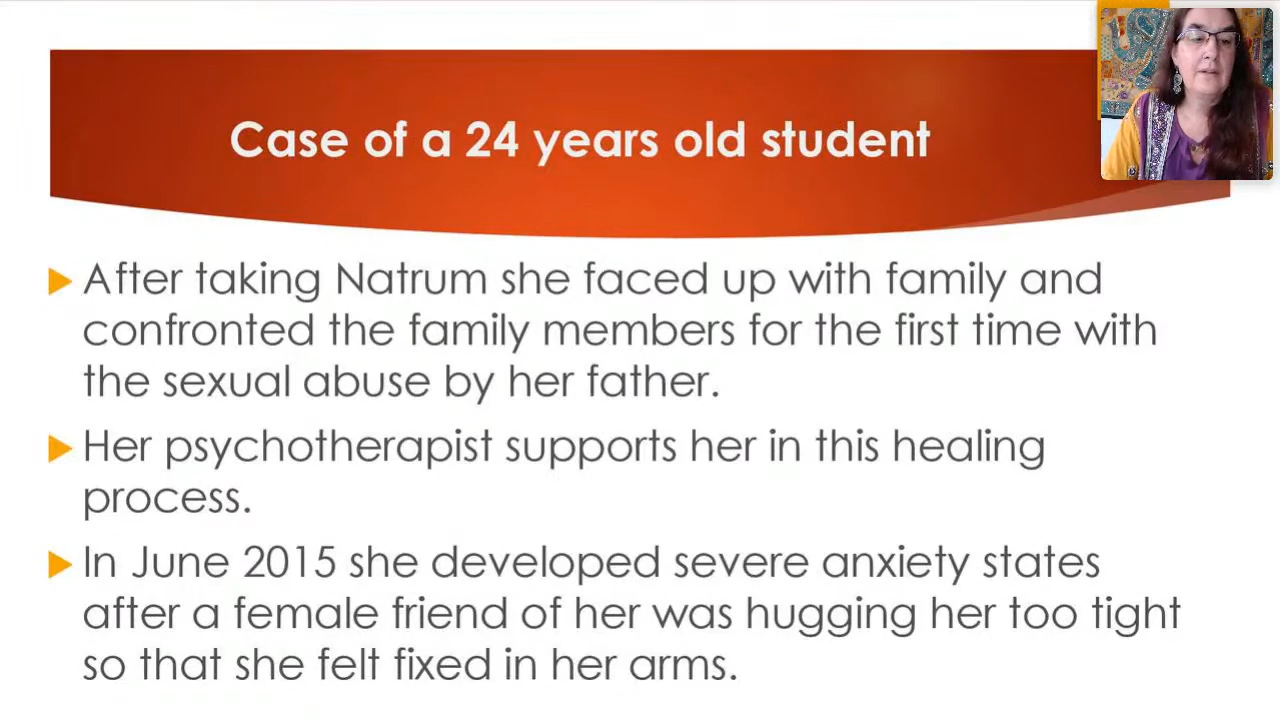 Case of a 24 years old student
After taking Natrum she faced up with family and
confronted the family members for the first time with
the sexual abuse by her father.
Her psychotherapist supports her in this healing
process.
In June 2015 she developed severe anxiety states
after a female friend of her was hugging her too tight
so that she felt fixed in her arms.